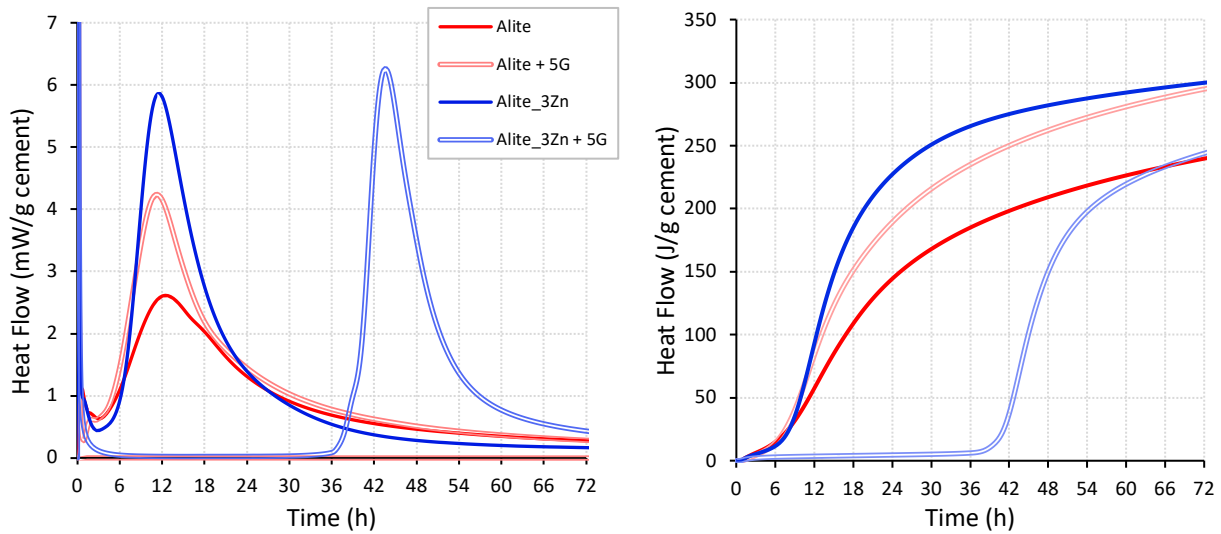 7
6
5
4
3
2
1
0
Heat Flow (mW/g cement)
0 6 12 18 24 30 36 42 48 54 60 66 72
Time (h)
Alite
Alite + 5G
Alite_3Zn
Alite_3Zn + 5G
350
300
250
200
150
100
50
0
Heat Flow (J/g cement)
0 6 12 18 24 30 36 42 48 54 60 66 72
Time (h)